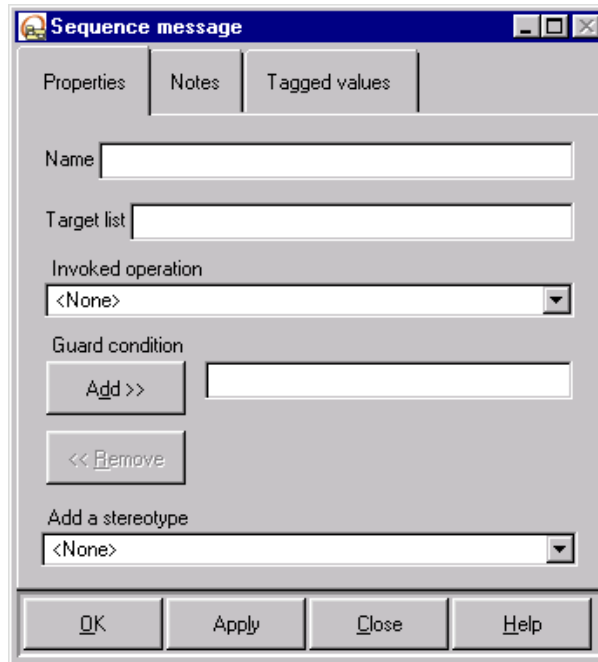 Sequence message
Properties Notes Tagged values
Name
Target list
Invoked operation
<None>
Guard condition
Add >>
<< Remove
Add a stereotype
<None>
OK Apply Close Help